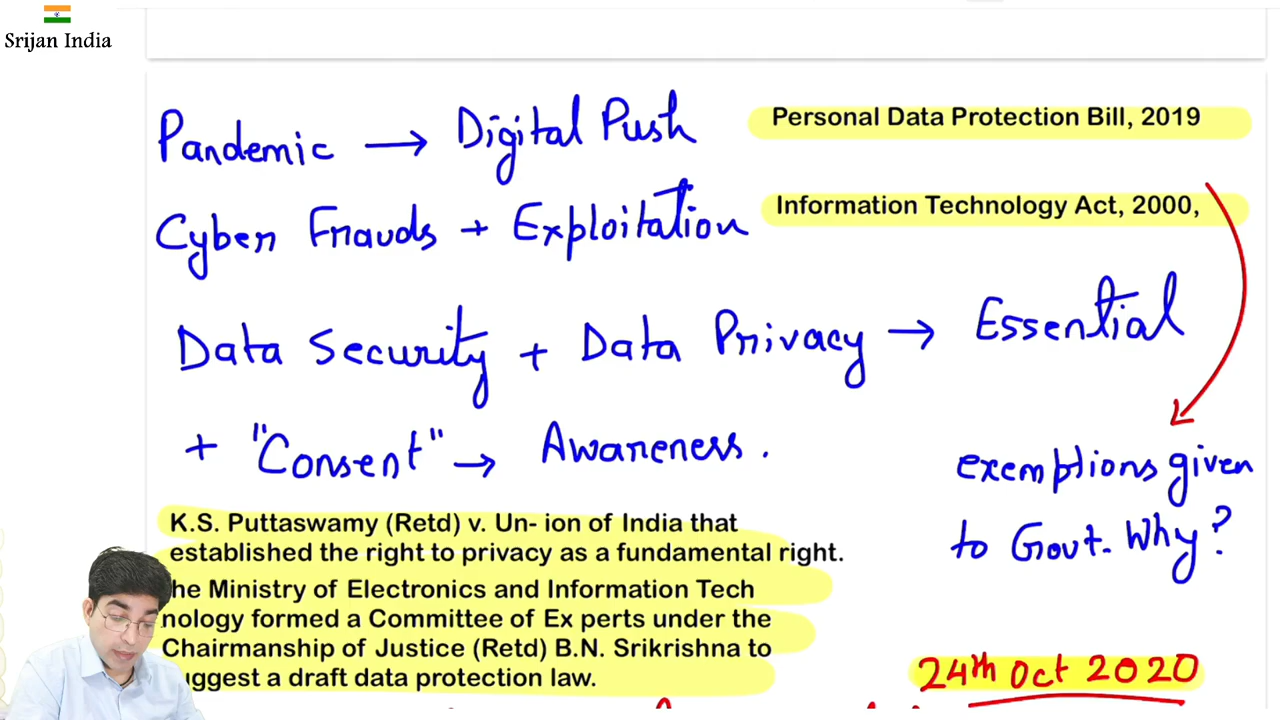 Srijan India
Pandemic → Digital Push
Personal Data Protection Bill, 2019
Cyber Frauds + Exploitation
Information Technology Act, 2000,
Data Security + Data Privacy → Essential
+ "Consent" → Awareness.
exemptions given
to Govt. Why?
K.S. Puttaswamy (Retd) v. Un- ion of India that
established the right to privacy as a fundamental right.
he Ministry of Electronics and Information Tech
nology formed a Committee of Ex perts under the
Chairmanship of Justice (Retd) B.N. Srikrishna to
uggest a draft data protection law.
24th Oct 2020